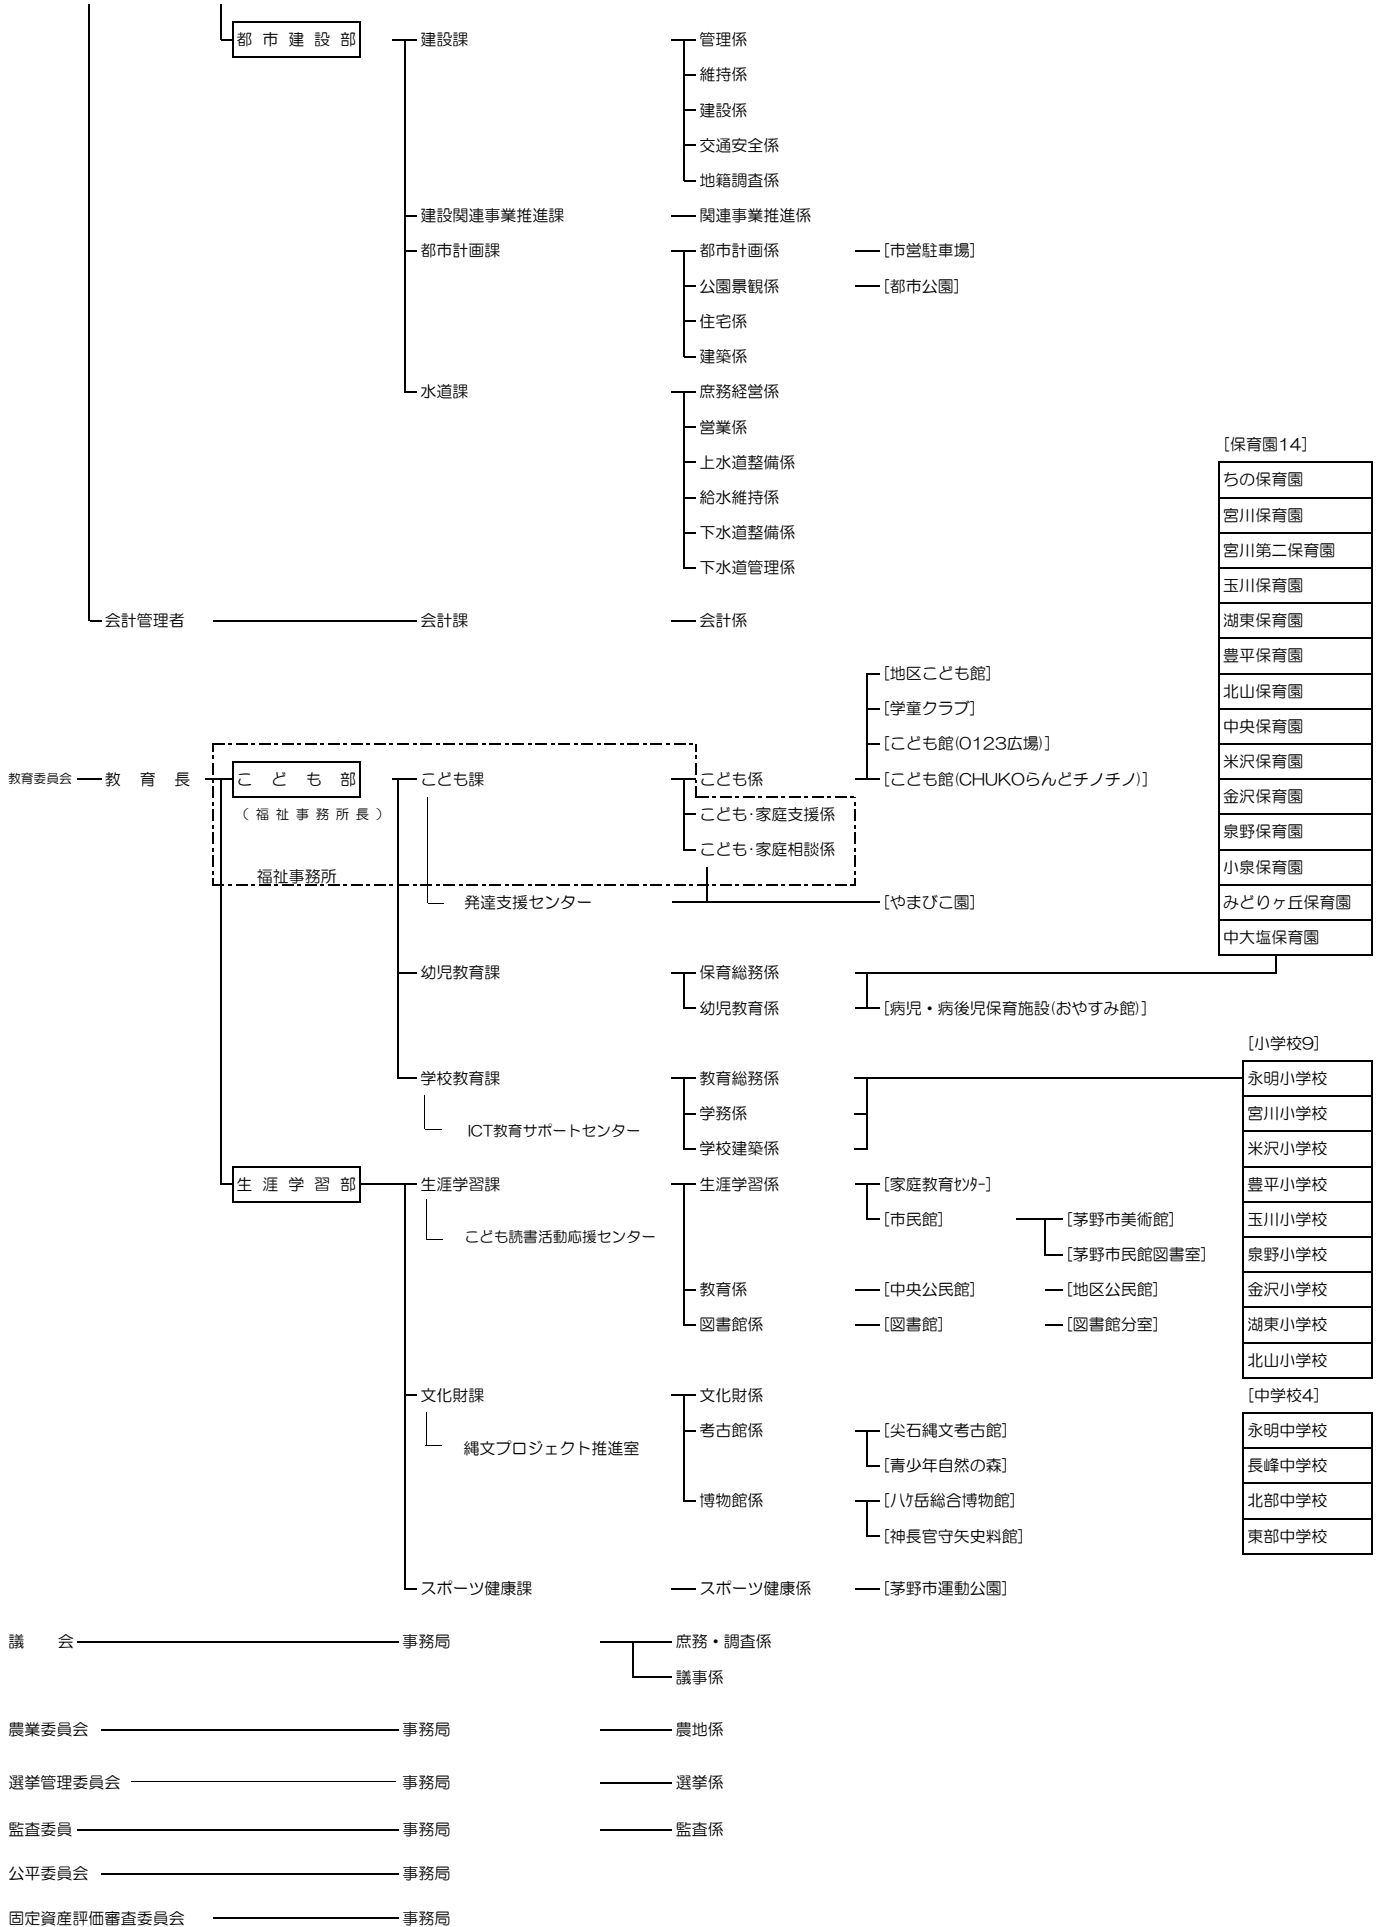 都市建設部 建設課 管理係
維持係
建設係
交通安全係
地籍調査係
建設関連事業推進課 関連事業推進係
都市計画課 都市計画係 [市営駐車場]
公園景観係 [都市公園]
住宅係
建築係
水道課 庶務経営係
営業係
上水道整備係
給水維持係
下水道整備係
下水道管理係
会計管理者 会計課 会計係
[保育園14]
ちの保育園
宮川保育園
宮川第二保育園
玉川保育園
湖東保育園
豊平保育園
北山保育園
中央保育園
米沢保育園
金沢保育園
泉野保育園
小泉保育園
みどりヶ丘保育園
中大塩保育園
[地区こども館]
[学童クラブ]
[こども館(0123広場)]
教育委員会 教育長 こども部 こども課 こども係 [こども館(CHUKOらんどチノチノ)]
(福祉事務所長) こども・家庭支援係
こども・家庭相談係
福祉事務所
発達支援センター [やまびこ園]
幼児教育課 保育総務係
幼児教育係 [病児・病後児保育施設(おやすみ館)]
学校教育課 教育総務係
学務係
ICT教育サポートセンター
学校建築係
[小学校9]
永明小学校
宮川小学校
米沢小学校
豊平小学校
玉川小学校
泉野小学校
金沢小学校
湖東小学校
北山小学校
[中学校4]
永明中学校
長峰中学校
北部中学校
東部中学校
生涯学習部 生涯学習課 生涯学習係 [家庭教育ｾﾝﾀｰ]
[市民館] [茅野市美術館]
こども読書活動応援センター
[茅野市民館図書室]
教育係 [中央公民館] [地区公民館]
図書館係 [図書館] [図書館分室]
文化財課 文化財係
考古館係 [尖石縄文考古館]
縄文プロジェクト推進室
[青少年自然の森]
博物館係 [八ｹ岳総合博物館]
[神長官守矢史料館]
スポーツ健康課 スポーツ健康係 [茅野市運動公園]
議会 事務局 庶務・調査係
議事係
農業委員会 事務局 農地係
選挙管理委員会 事務局 選挙係
監査委員 事務局 監査係
公平委員会 事務局
固定資産評価審査委員会 事務局